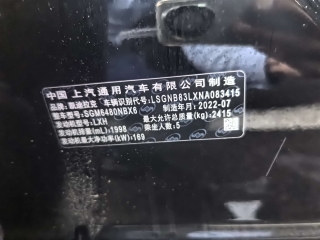 中国 上汽通用汽车有限公司制造
品牌:凯迪拉克 车辆识别代号:LSGNB83LXNA083415
整车型号:SGM6480NBX6 制造年月:2022-07
发动机型号:LXH 最大允许总质量(kg):2415
发动机排量(mL):1998 乘坐人数:5
发动机最大净功率(kW):169